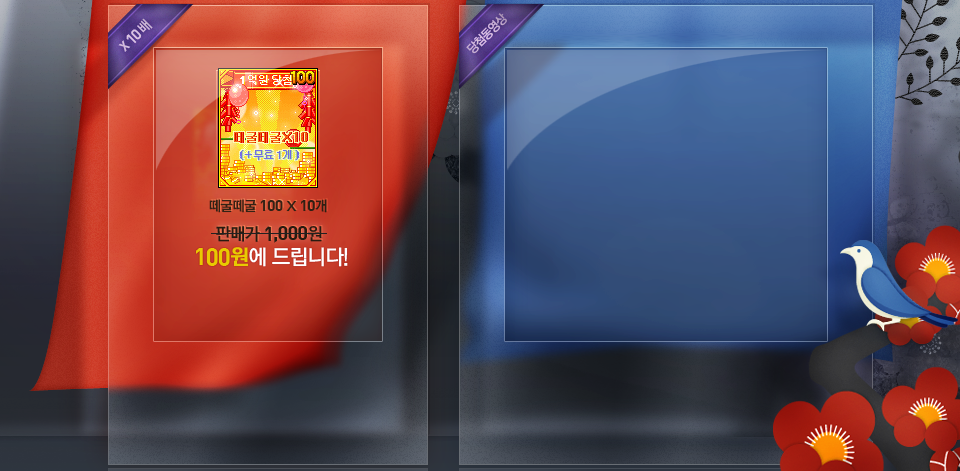 X 10배
당첨동영상
1억원 당첨
100
떼굴떼굴X10
(+무료 1개)
떼굴떼굴 100 X 10개
판매가 1,000원
100원에 드립니다!